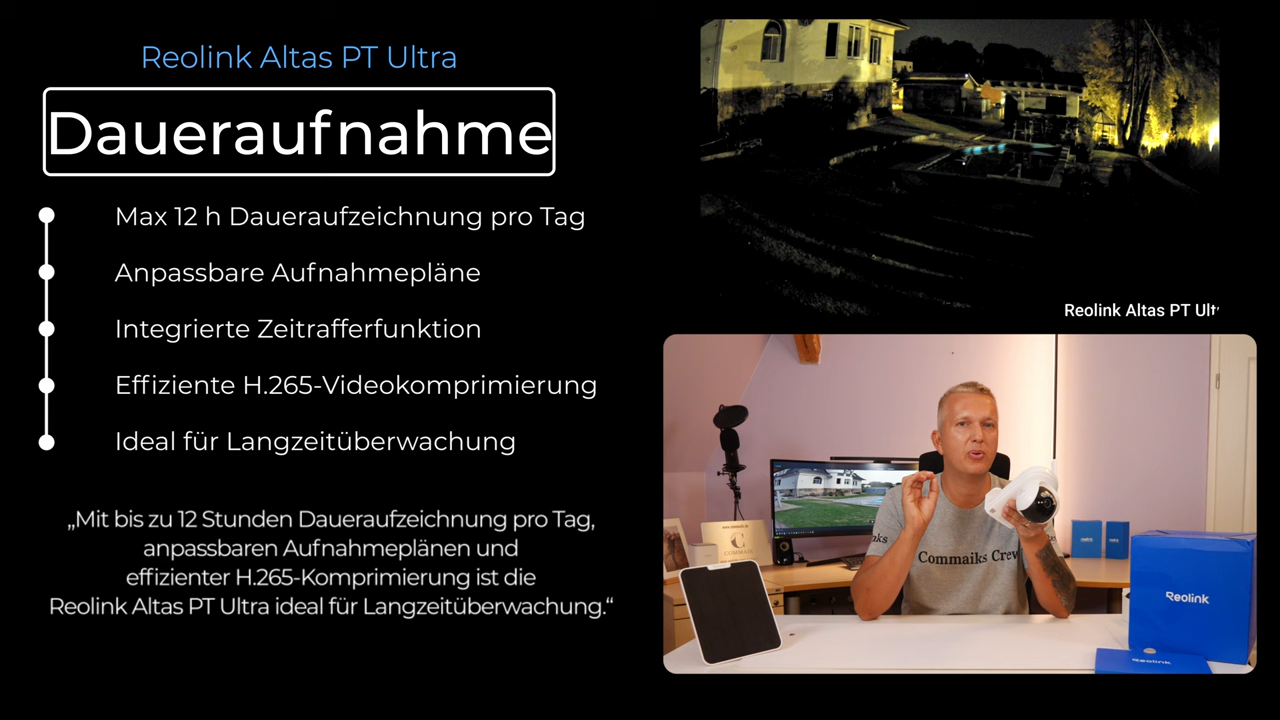 Reolink Altas PT Ultra
Daueraufnahme
Max 12 h Daueraufzeichnung pro Tag
Anpassbare Aufnahmepläne
Integrierte Zeitrafferfunktion
Effiziente H.265-Videokomprimierung
Ideal für Langzeitüberwachung
„Mit bis zu 12 Stunden Daueraufzeichnung pro Tag,
anpassbaren Aufnahmeplänen und
effizienter H.265-Komprimierung ist die
Reolink Altas PT Ultra ideal für Langzeitüberwachung.“
Reolink Altas PT Ult
COMMAIK
Commaiks Crew
Reolink
Reolink